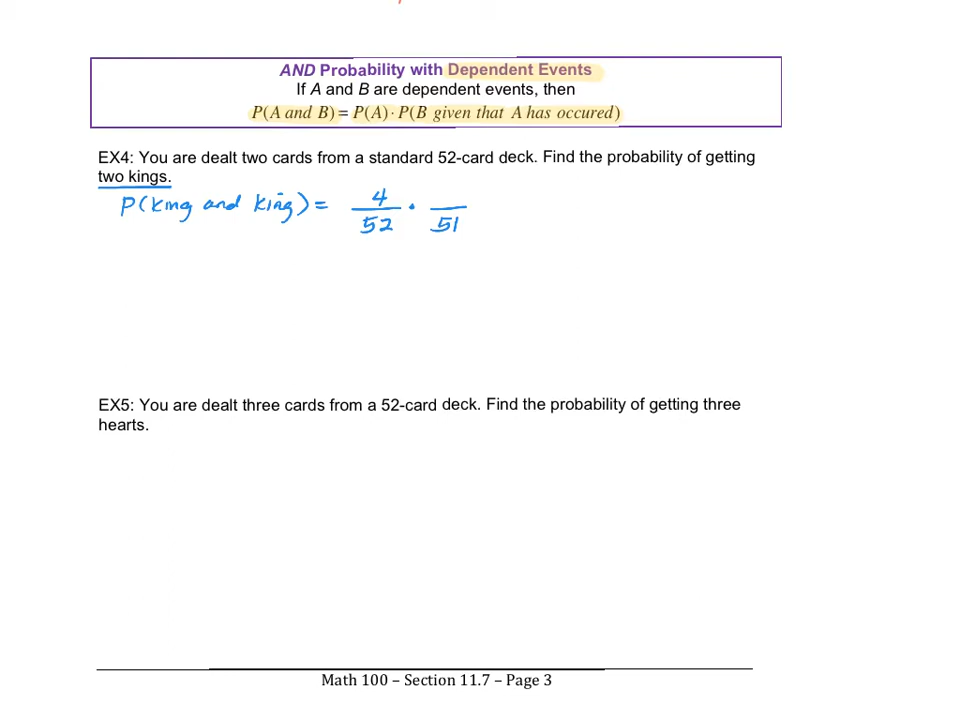 AND Probability with Dependent Events
If A and B are dependent events, then
P(A and B) = P(A) · P(B given that A has occured)
EX4: You are dealt two cards from a standard 52-card deck. Find the probability of getting
two kings.
P(king and king) = 4/52 · /51
EX5: You are dealt three cards from a 52-card deck. Find the probability of getting three
hearts.
Math 100 – Section 11.7 – Page 3